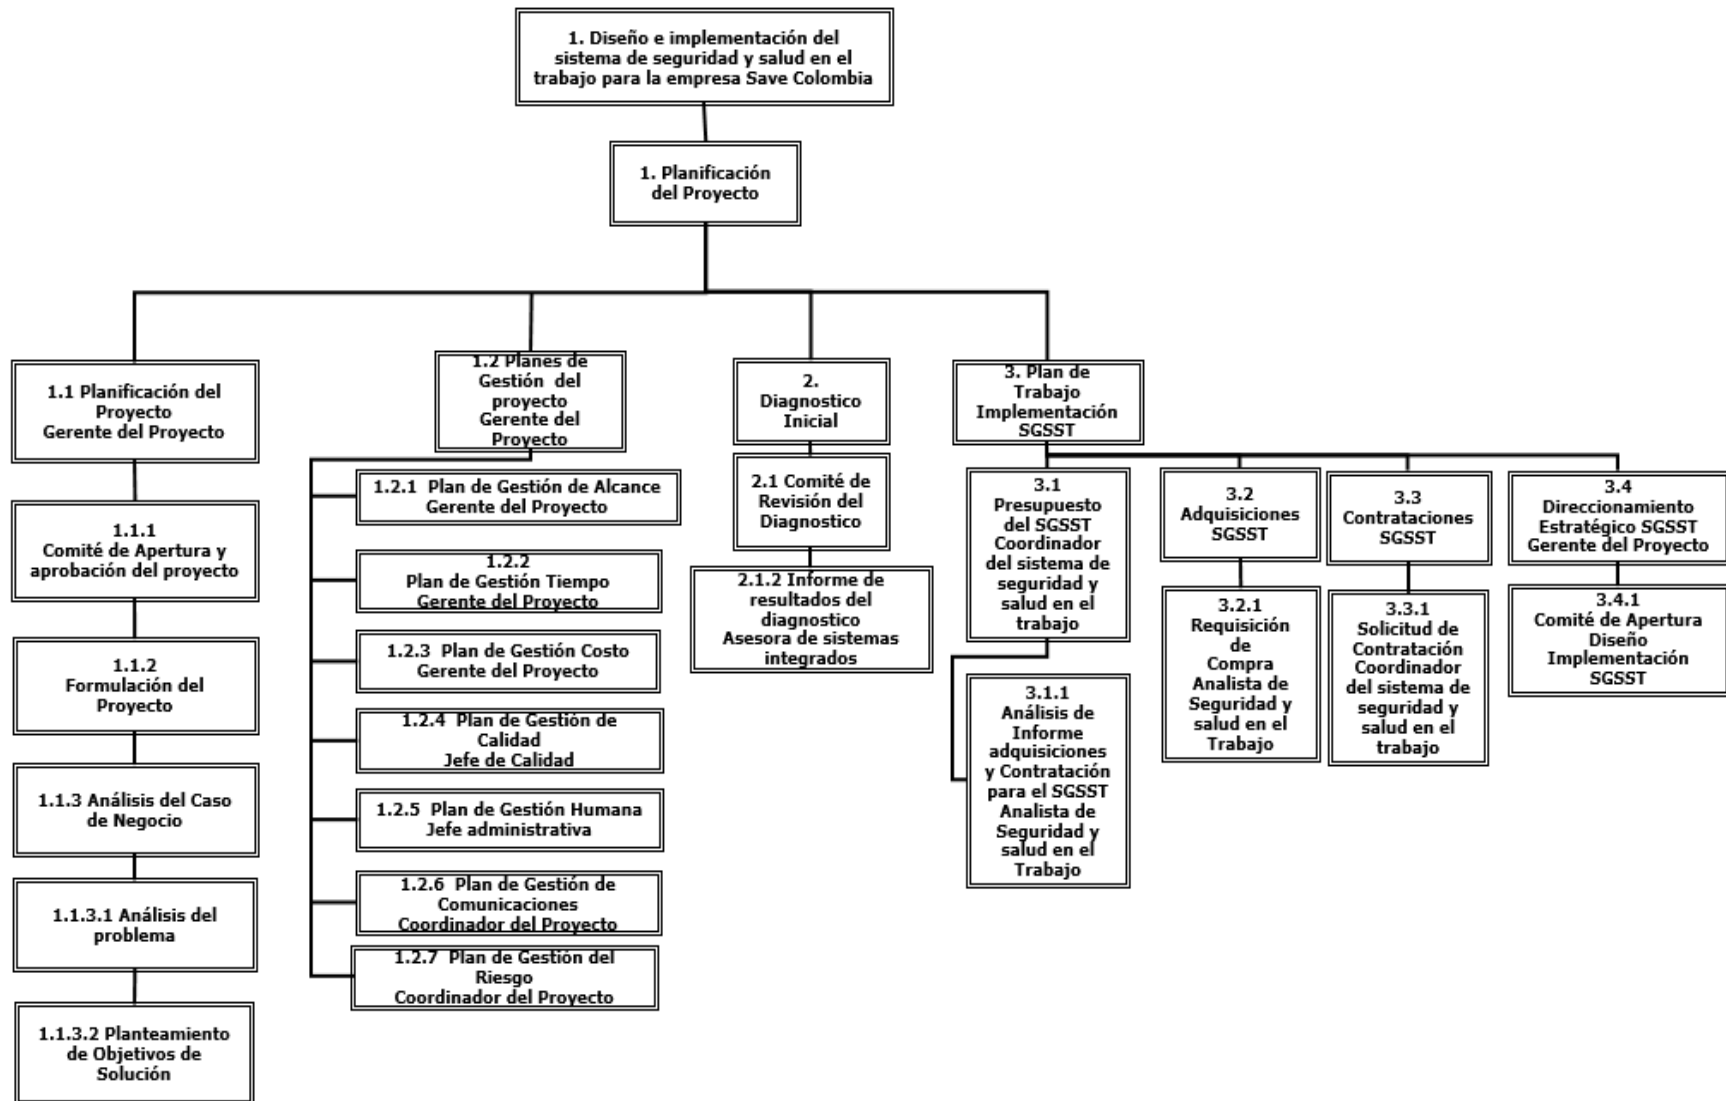 1. Diseño e implementación del
sistema de seguridad y salud en el
trabajo para la empresa Save Colombia
1. Planificación
del Proyecto
1.1 Planificación del
Proyecto
Gerente del Proyecto
1.1.1
Comité de Apertura y
aprobación del proyecto
1.1.2
Formulación del
Proyecto
1.1.3 Análisis del Caso
de Negocio
1.1.3.1 Análisis del
problema
1.1.3.2 Planteamiento
de Objetivos de
Solución
1.2 Planes de
Gestión del
proyecto
Gerente del
Proyecto
1.2.1 Plan de Gestión de Alcance
Gerente del Proyecto
1.2.2
Plan de Gestión Tiempo
Gerente del Proyecto
1.2.3 Plan de Gestión Costo
Gerente del Proyecto
1.2.4 Plan de Gestión de
Calidad
Jefe de Calidad
1.2.5 Plan de Gestión Humana
Jefe administrativa
1.2.6 Plan de Gestión de
Comunicaciones
Coordinador del Proyecto
1.2.7 Plan de Gestión del
Riesgo
Coordinador del Proyecto
2.
Diagnostico
Inicial
2.1 Comité de
Revisión del
Diagnostico
2.1.2 Informe de
resultados del
diagnostico
Asesora de sistemas
integrados
3. Plan de
Trabajo
Implementación
SGSST
3.1
Presupuesto
del SGSST
Coordinador
del sistema de
seguridad y
salud en el
trabajo
3.1.1
Análisis de
Informe
adquisiciones
y Contratación
para el SGSST
Analista de
Seguridad y
salud en el
Trabajo
3.2
Adquisiciones
SGSST
3.2.1
Requisición
de
Compra
Analista de
Seguridad y
salud en el
Trabajo
3.3
Contrataciones
SGSST
3.3.1
Solicitud de
Contratación
Coordinador
del sistema de
seguridad y
salud en el
trabajo
3.4
Direccionamiento
Estratégico SGSST
Gerente del Proyecto
3.4.1
Comité de Apertura
Diseño
Implementación
SGSST